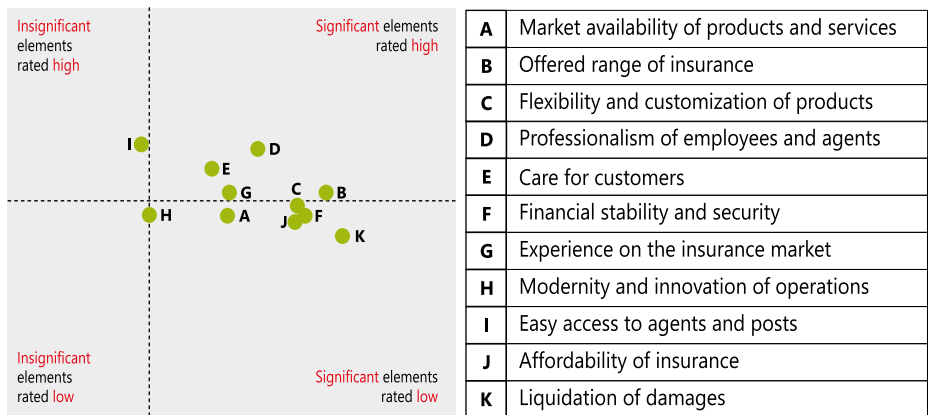 Insignificant
elements
rated high
Significant elements
rated high
I
D
E
G
C
B
H
A
J
F
K
Insignificant
elements
rated low
Significant elements
rated low
A Market availability of products and services
B Offered range of insurance
C Flexibility and customization of products
D Professionalism of employees and agents
E Care for customers
F Financial stability and security
G Experience on the insurance market
H Modernity and innovation of operations
I Easy access to agents and posts
J Affordability of insurance
K Liquidation of damages